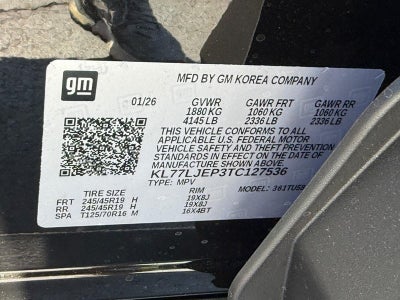 gm
MFD BY GM KOREA COMPANY
01/26 GVWR GAWR FRT GAWR RR
1880 KG 1060 KG 1060 KG
4145 LB 2336 LB 2336 LB
THIS VEHICLE CONFORMS TO ALL
APPLICABLE U.S. FEDERAL MOTOR
VEHICLE SAFETY AND THEFT PREVENTION
STANDARDS IN EFFECT ON THE DATE OF
MANUFACTURE SHOWN ABOVE.
KL77LJEP3TC127536
TYPE: MPV MODEL: 361TU58
TIRE SIZE RIM
FRT 245/45R19 H 19X8J
RR 245/45R19 H 19X8J
SPA T125/70R16 M 16X4BT